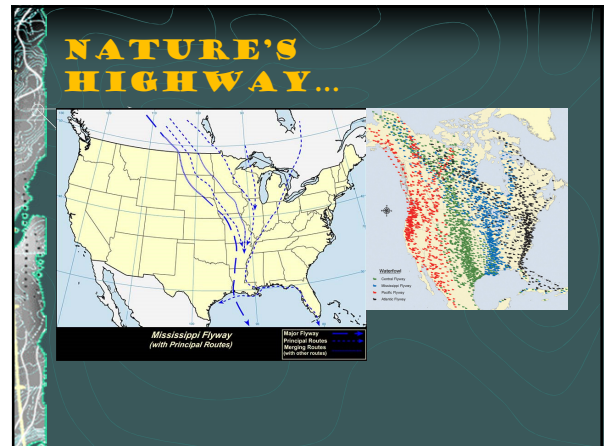 NATURE'S
HIGHWAY...
Mississippi Flyway
(with Principal Routes)
Major Flyway
Principal Routes
Merging Routes
(with other routes)
Waterfowl
Central Flyway
Mississippi Flyway
Pacific Flyway
Atlantic Flyway